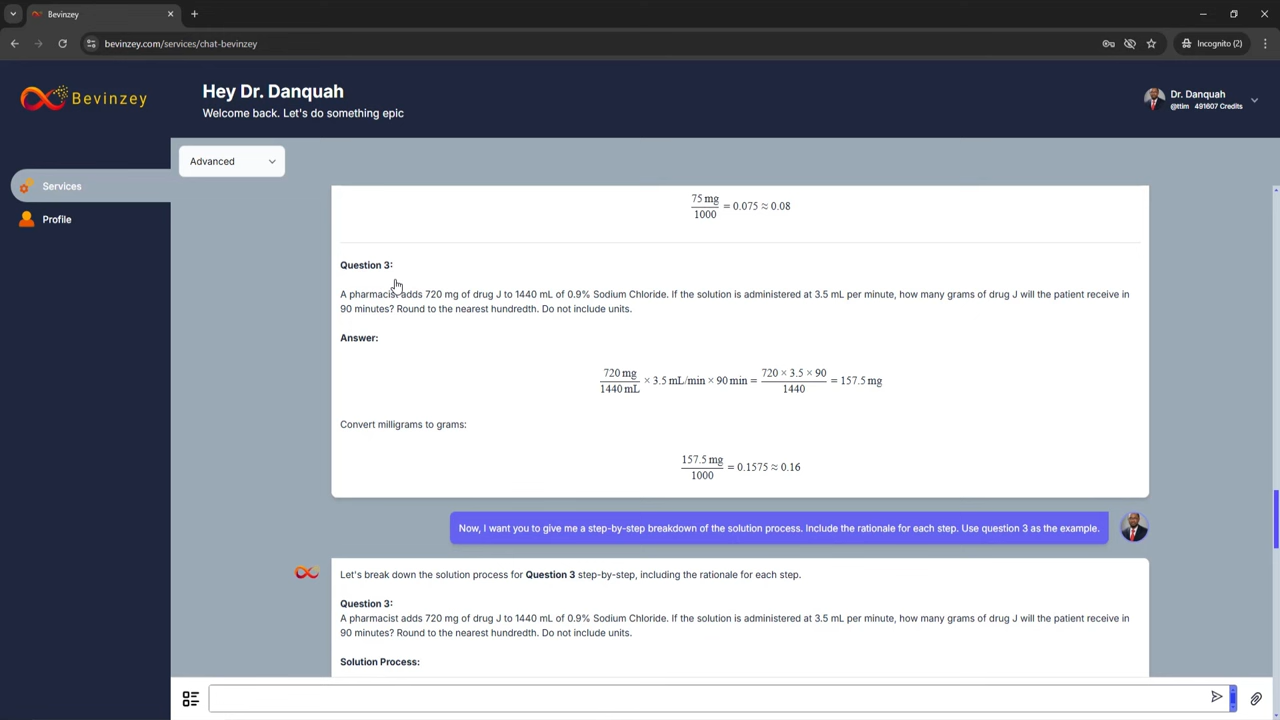 Bevinzey
bevinzey.com/services/chat-bevinzey
Incognito (2)
Bevinzey
Hey Dr. Danquah
Welcome back. Let's do something epic
Dr. Danquah
@ttim 491607 Credits
Services
Profile
Advanced
75 mg
1000
= 0.075 ≈ 0.08
Question 3:
A pharmacist adds 720 mg of drug J to 1440 mL of 0.9% Sodium Chloride. If the solution is administered at 3.5 mL per minute, how many grams of drug J will the patient receive in
90 minutes? Round to the nearest hundredth. Do not include units.
Answer:
720 mg
1440 mL
× 3.5 mL/min × 90 min =
720 × 3.5 × 90
1440
= 157.5 mg
Convert milligrams to grams:
157.5 mg
1000
= 0.1575 ≈ 0.16
Now, I want you to give me a step-by-step breakdown of the solution process. Include the rationale for each step. Use question 3 as the example.
Let's break down the solution process for Question 3 step-by-step, including the rationale for each step.
Question 3:
A pharmacist adds 720 mg of drug J to 1440 mL of 0.9% Sodium Chloride. If the solution is administered at 3.5 mL per minute, how many grams of drug J will the patient receive in
90 minutes? Round to the nearest hundredth. Do not include units.
Solution Process: